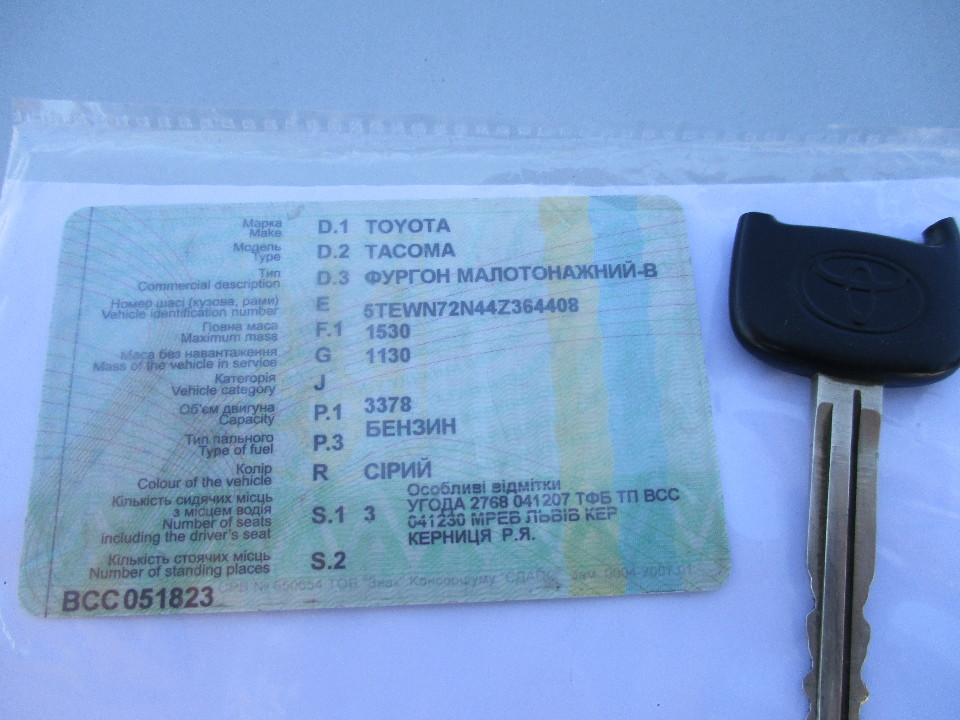 Марка
Make
D.1 TOYOTA
Модель
Type
D.2 TACOMA
Тип
Commercial description
D.3 ФУРГОН МАЛОТОНАЖНИЙ-В
Номер шасі (кузова, рами)
Vehicle identification number
E 5TEWN72N44Z364408
Повна маса
Maximum mass
F.1 1530
Маса без навантаження
Mass of the vehicle in service
G 1130
Категорія
Vehicle category
J
Об'єм двигуна
Capacity
P.1 3378
Тип пального
Type of fuel
P.3 БЕНЗИН
Колір
Colour of the vehicle
R СІРИЙ
Кількість сидячих місць
з місцем водія
Number of seats
including the driver's seat
S.1 3
Особливі відмітки
УГОДА 2768 041207 ТФБ ТП ВСС
041230 МРЕВ ЛЬВІВ КЕР
КЕРНИЦЯ Р.Я.
Кількість стоячих місць
Number of standing places
S.2
ТОВ "Знак" Консорціуму "ЄДАПС"
ВСС 051823